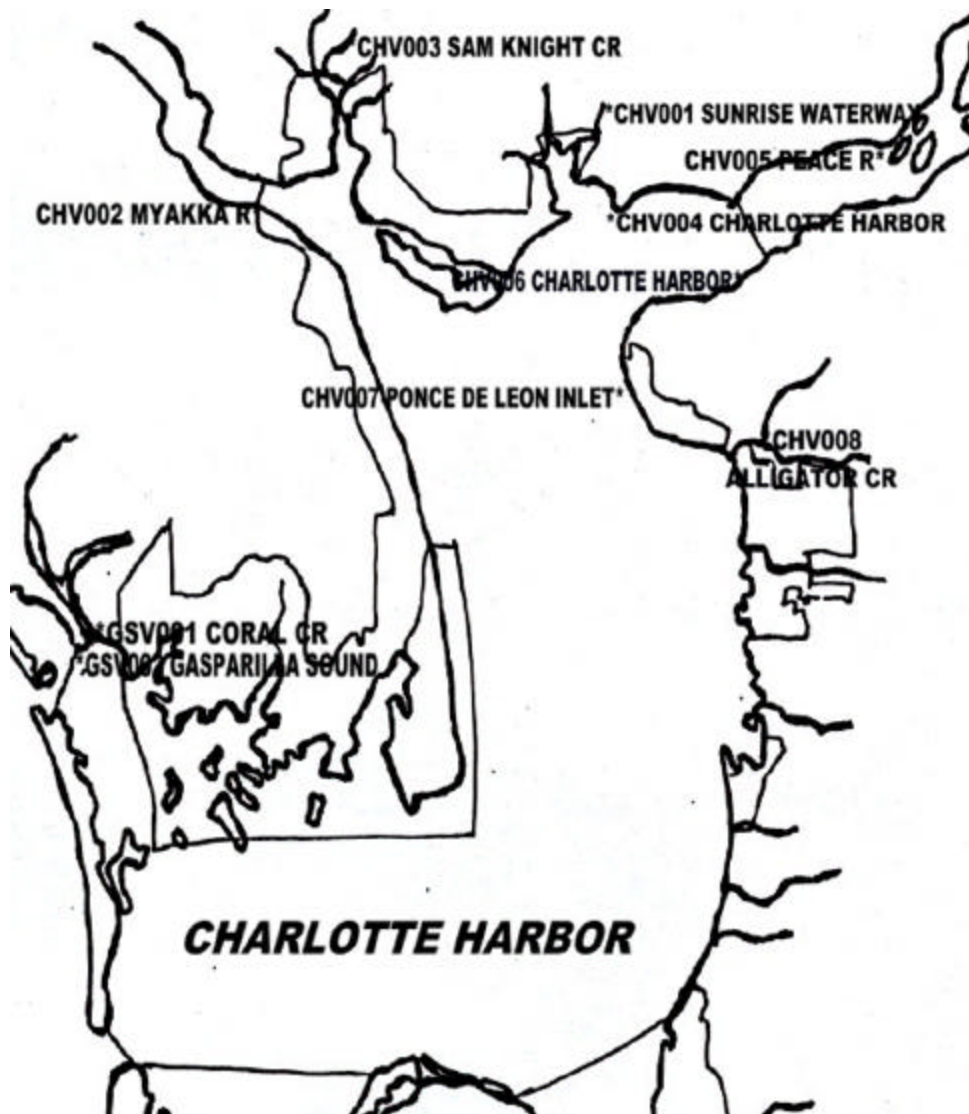 CHV003 SAM KNIGHT CR
*CHV001 SUNRISE WATERWAY
CHV005 PEACE R*
CHV002 MYAKKA R
*CHV004 CHARLOTTE HARBOR
CHV006 CHARLOTTE HARBOR*
CHV007 PONCE DE LEON INLET*
CHV008
ALLIGATOR CR
*GSV001 CORAL CR
*GSV002 GASPARILLA SOUND
CHARLOTTE HARBOR